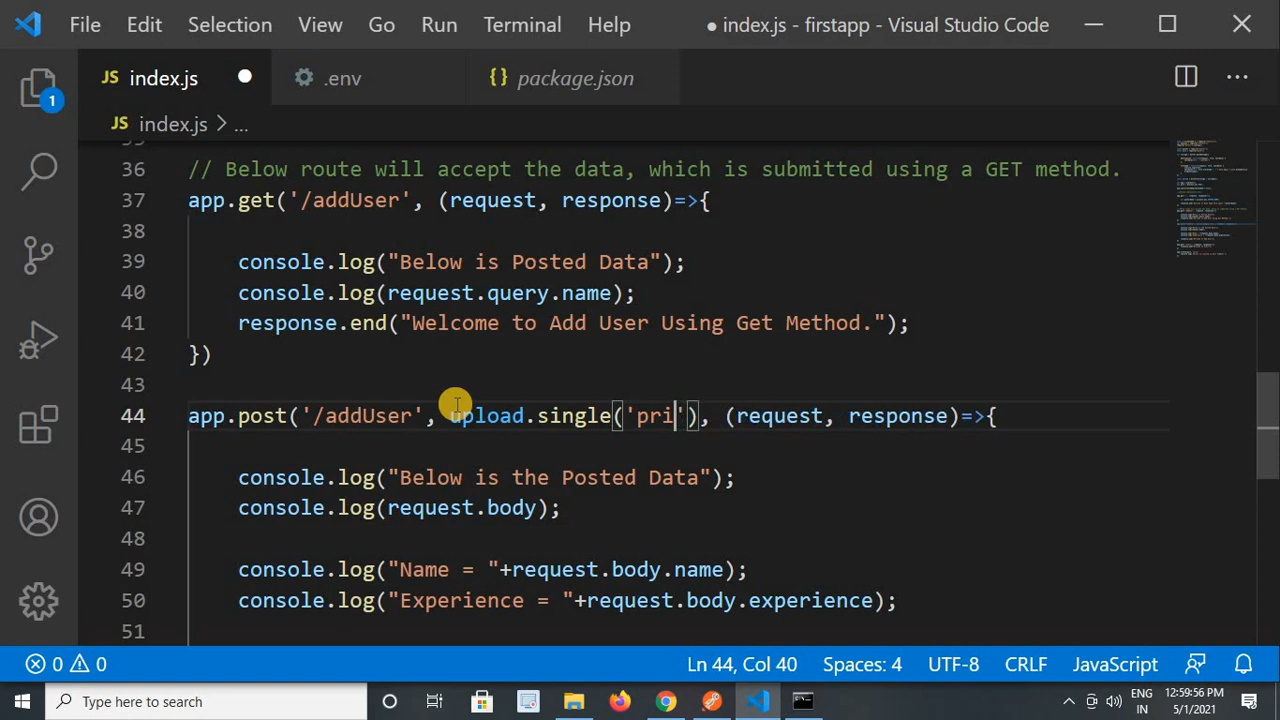 File Edit Selection View Go Run Terminal Help ● index.js - firstapp - Visual Studio Code
JS index.js ● .env {} package.json
1
JS index.js > ...
36 // Below route will accept the data, which is submitted using a GET method.
37 app.get('/addUser', (request, response)=>{
38
39 console.log("Below is Posted Data");
40 console.log(request.query.name);
41 response.end("Welcome to Add User Using Get Method.");
42 })
43
44 app.post('/addUser', upload.single('pri'), (request, response)=>{
45
46 console.log("Below is the Posted Data");
47 console.log(request.body);
48
49 console.log("Name = "+request.body.name);
50 console.log("Experience = "+request.body.experience);
51
0 0 Ln 44, Col 40 Spaces: 4 UTF-8 CRLF JavaScript
Type here to search
ENG
IN
12:59:56 PM
5/1/2021